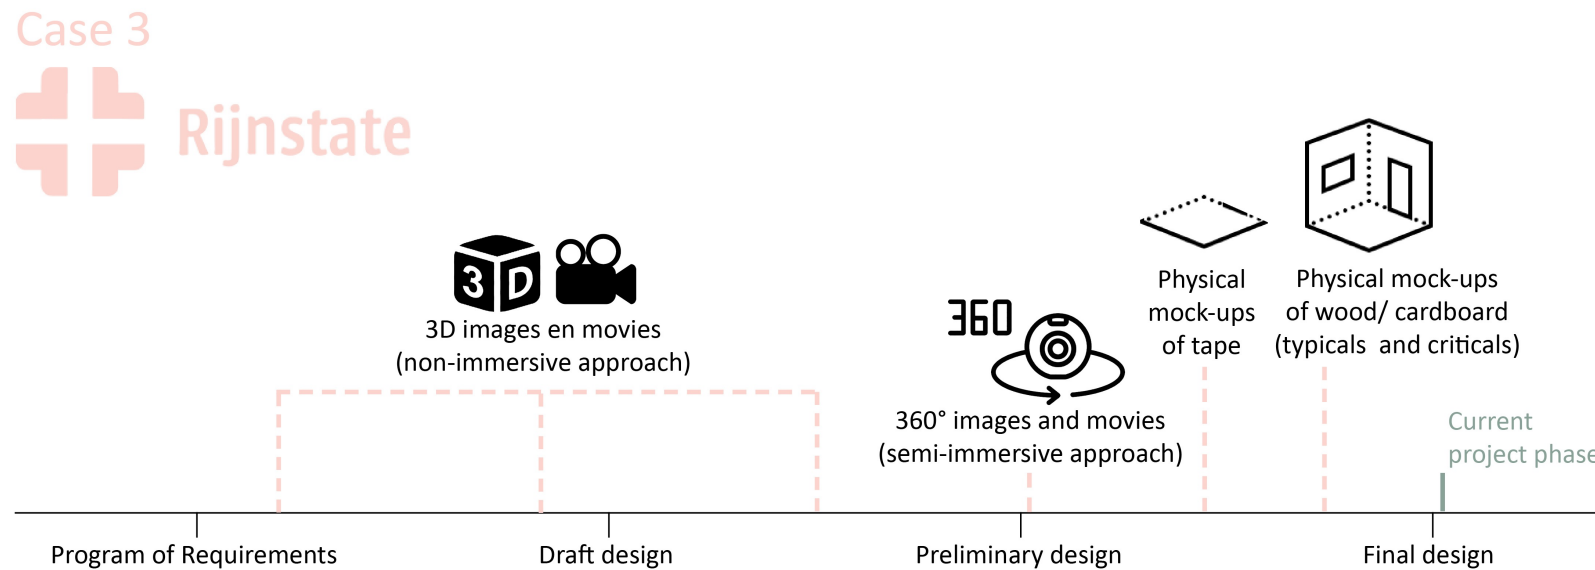 Case 3
Rijnstate
3D
3D images en movies
(non-immersive approach)
360
360° images and movies
(semi-immersive approach)
Physical
mock-ups
of tape
Physical mock-ups
of wood/ cardboard
(typicals and criticals)
Current
project phase
Program of Requirements
Draft design
Preliminary design
Final design